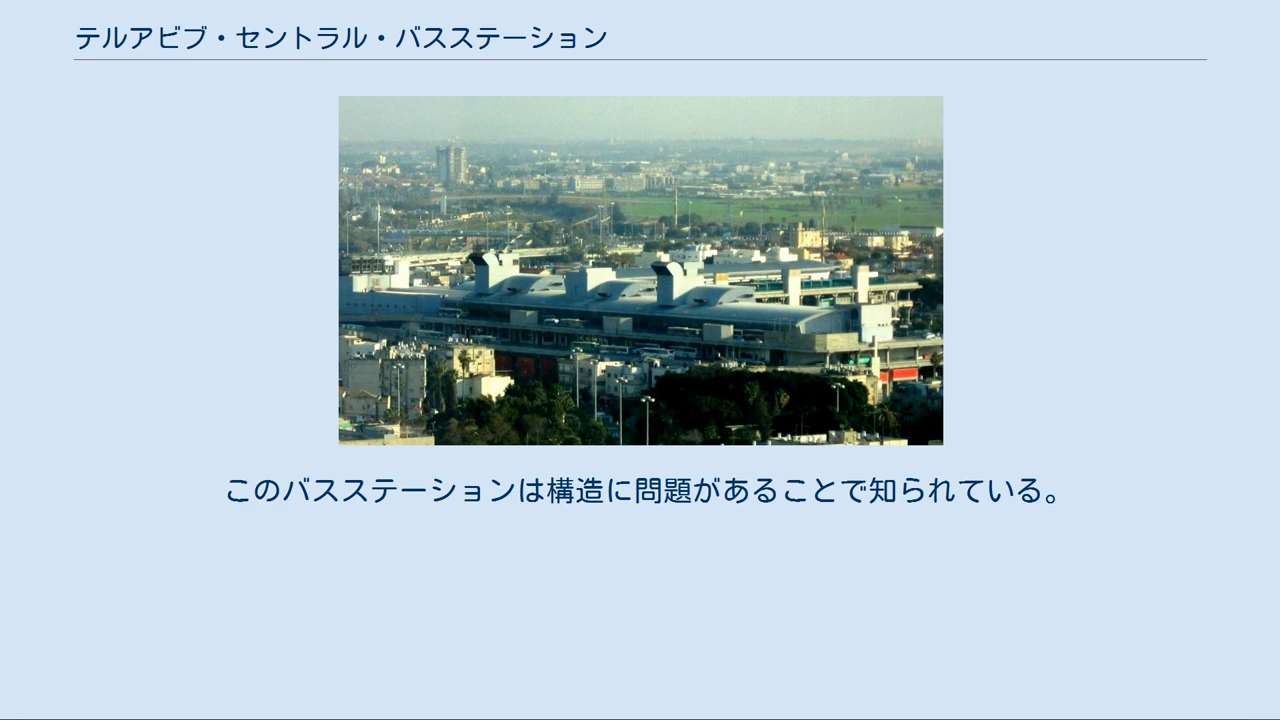 テルアビブ・セントラル・バスステーション
このバスステーションは構造に問題があることで知られている。